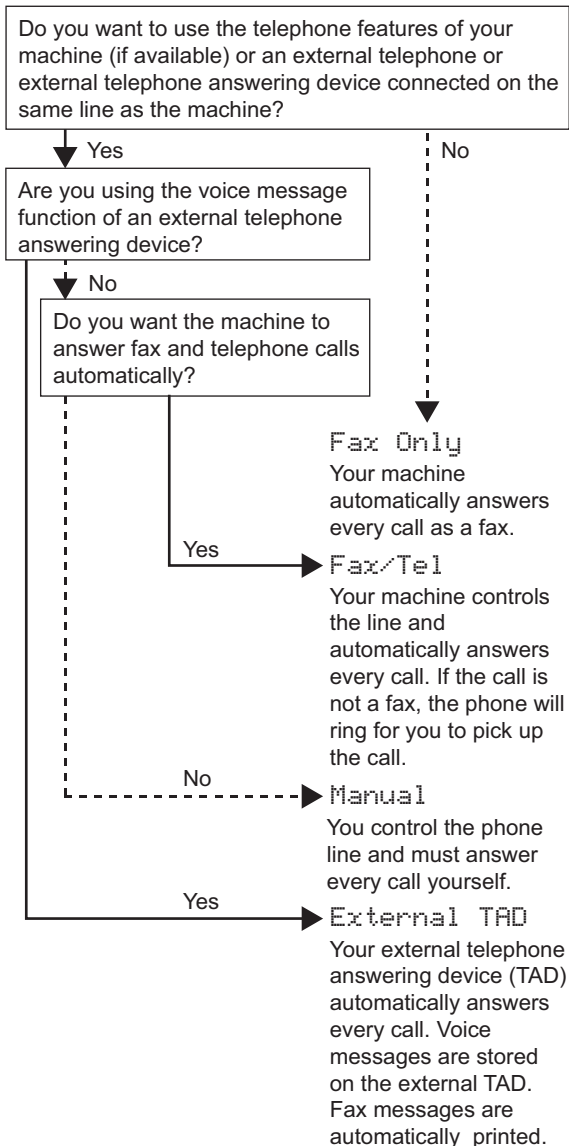 Do you want to use the telephone features of your
machine (if available) or an external telephone or
external telephone answering device connected on the
same line as the machine?
Yes
No
Are you using the voice message
function of an external telephone
answering device?
No
Do you want the machine to
answer fax and telephone calls
automatically?
Fax Only
Your machine
automatically answers
every call as a fax.
Yes
Fax/Tel
Your machine controls
the line and
automatically answers
every call. If the call is
not a fax, the phone will
ring for you to pick up
the call.
No
Manual
You control the phone
line and must answer
every call yourself.
Yes
External TAD
Your external telephone
answering device (TAD)
automatically answers
every call. Voice
messages are stored
on the external TAD.
Fax messages are
automatically printed.